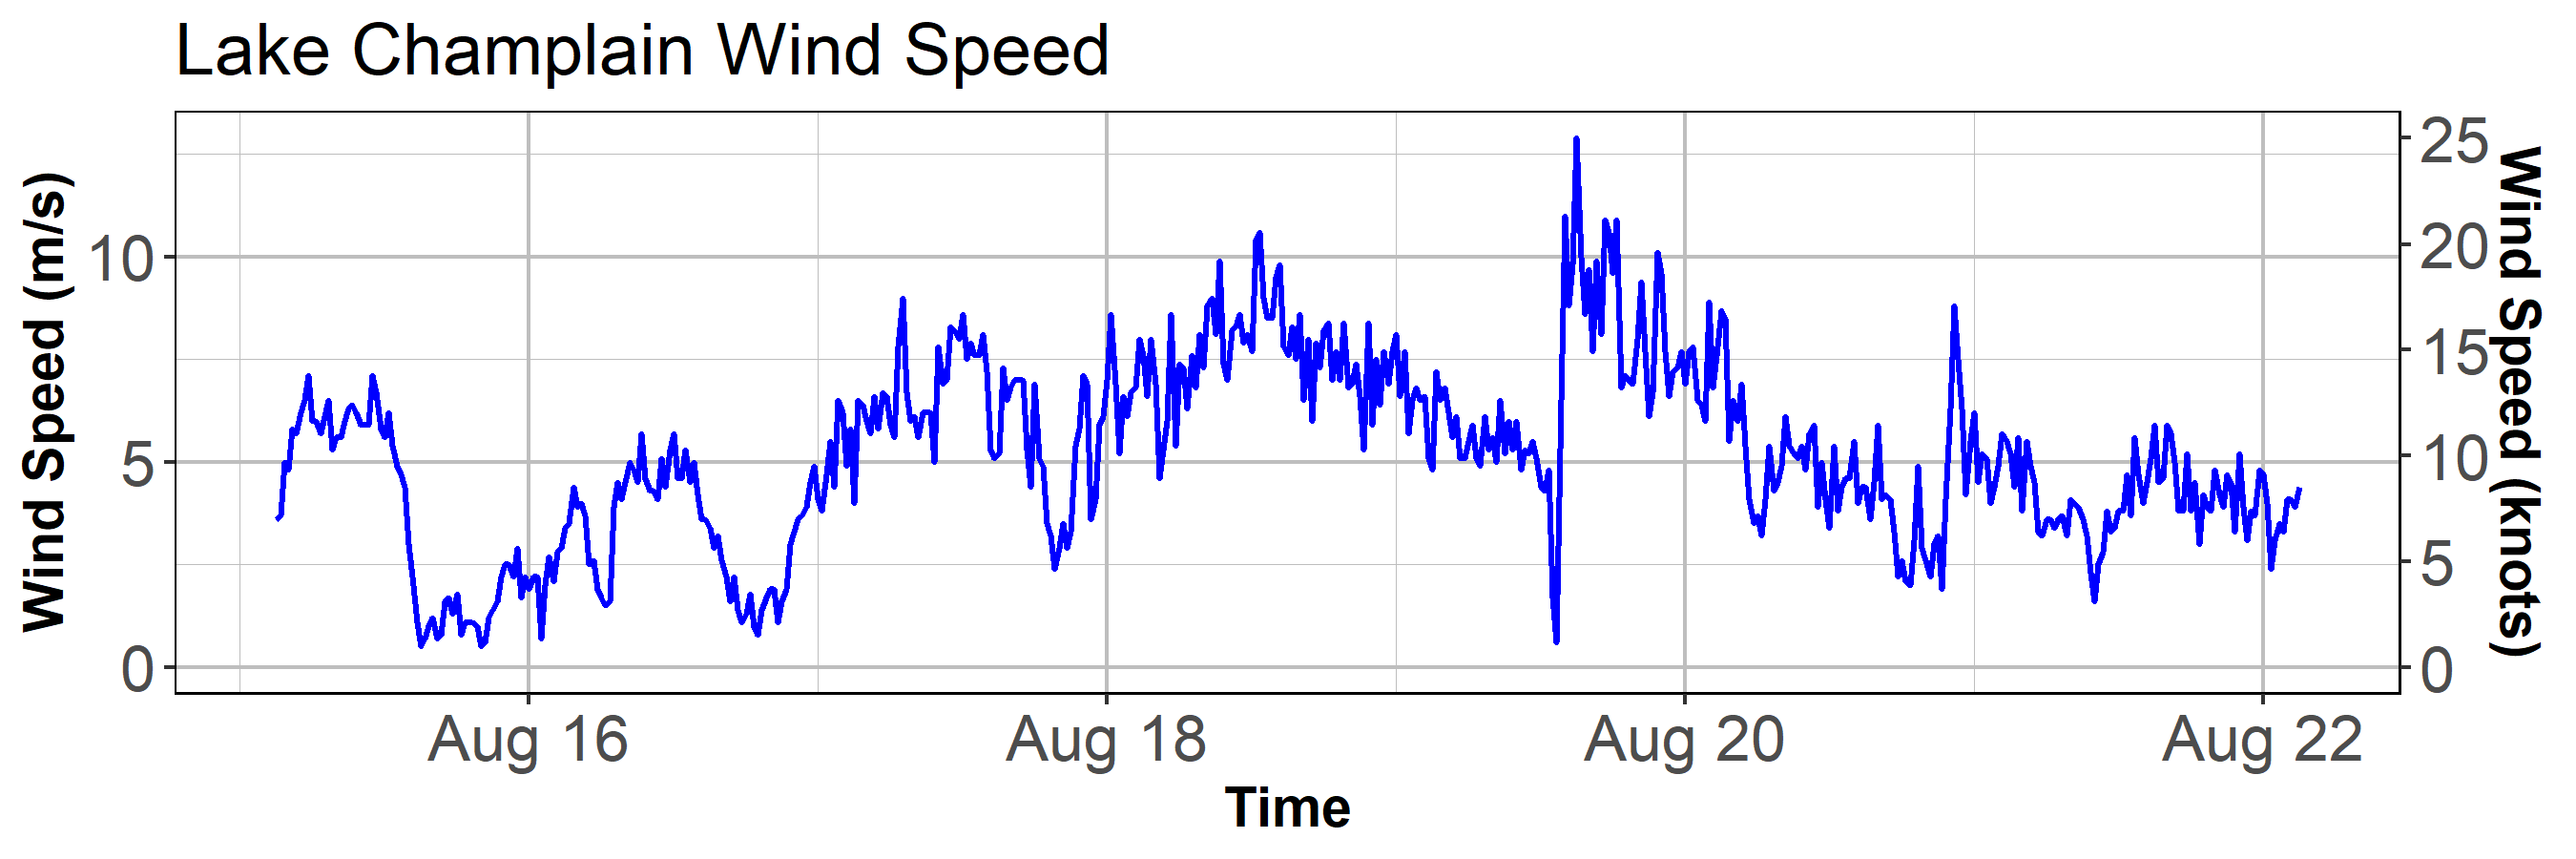 Lake Champlain Wind Speed
Wind Speed (m/s)
10
5
0
25
20
15
10
5
0
Wind Speed (knots)
Aug 16
Aug 18
Aug 20
Aug 22
Time